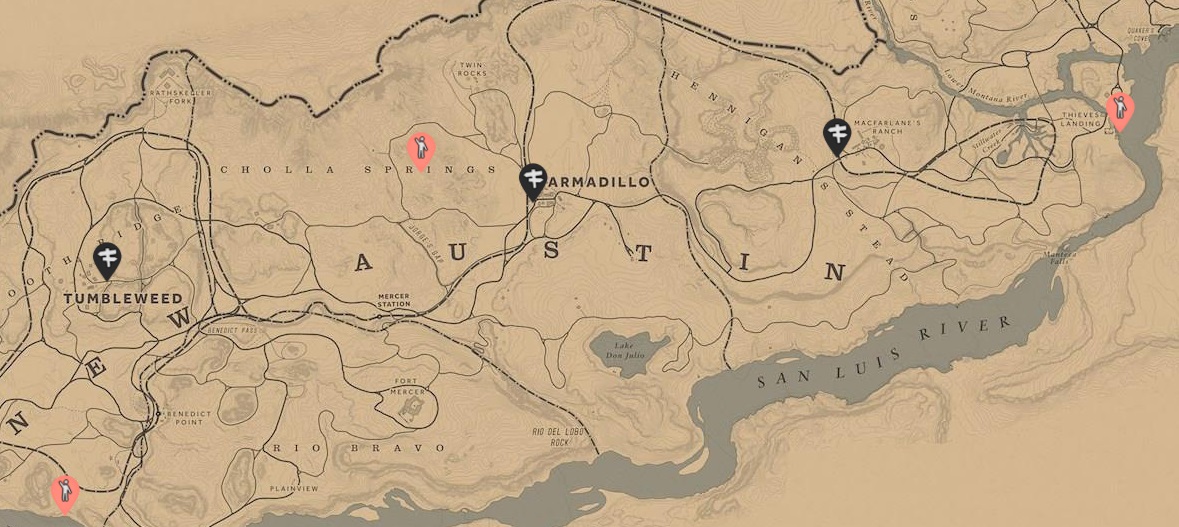 QUAKER'S
COVE
S
TWIN
ROCKS
RATHSKELLER
FORK
HENNIGAN'S STEAD
Lower Montana River
THIEVES'
LANDING
MACFARLANE'S
RANCH
Stillwater
Creek
CHOLLA SPRINGS
ARMADILLO
JORGE'S GAP
Manteca
Falls
TUMBLEWEED
NEW AUSTIN
MERCER
STATION
BENEDICT PASS
Lake
Don Julio
SAN LUIS RIVER
FORT
MERCER
BENEDICT
POINT
RIO DEL LOBO
ROCK
RIO BRAVO
PLAINVIEW